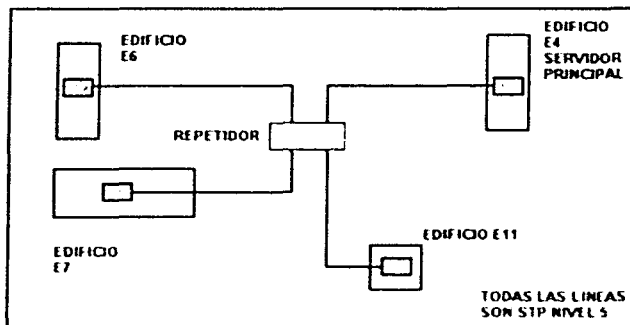 EDIFICIO
E6
EDIFICIO
E4
SERVIDOR
PRINCIPAL
REPETIDOR
EDIFICIO
E7
EDIFICIO E11
TODAS LAS LINEAS
SON STP NIVEL 5